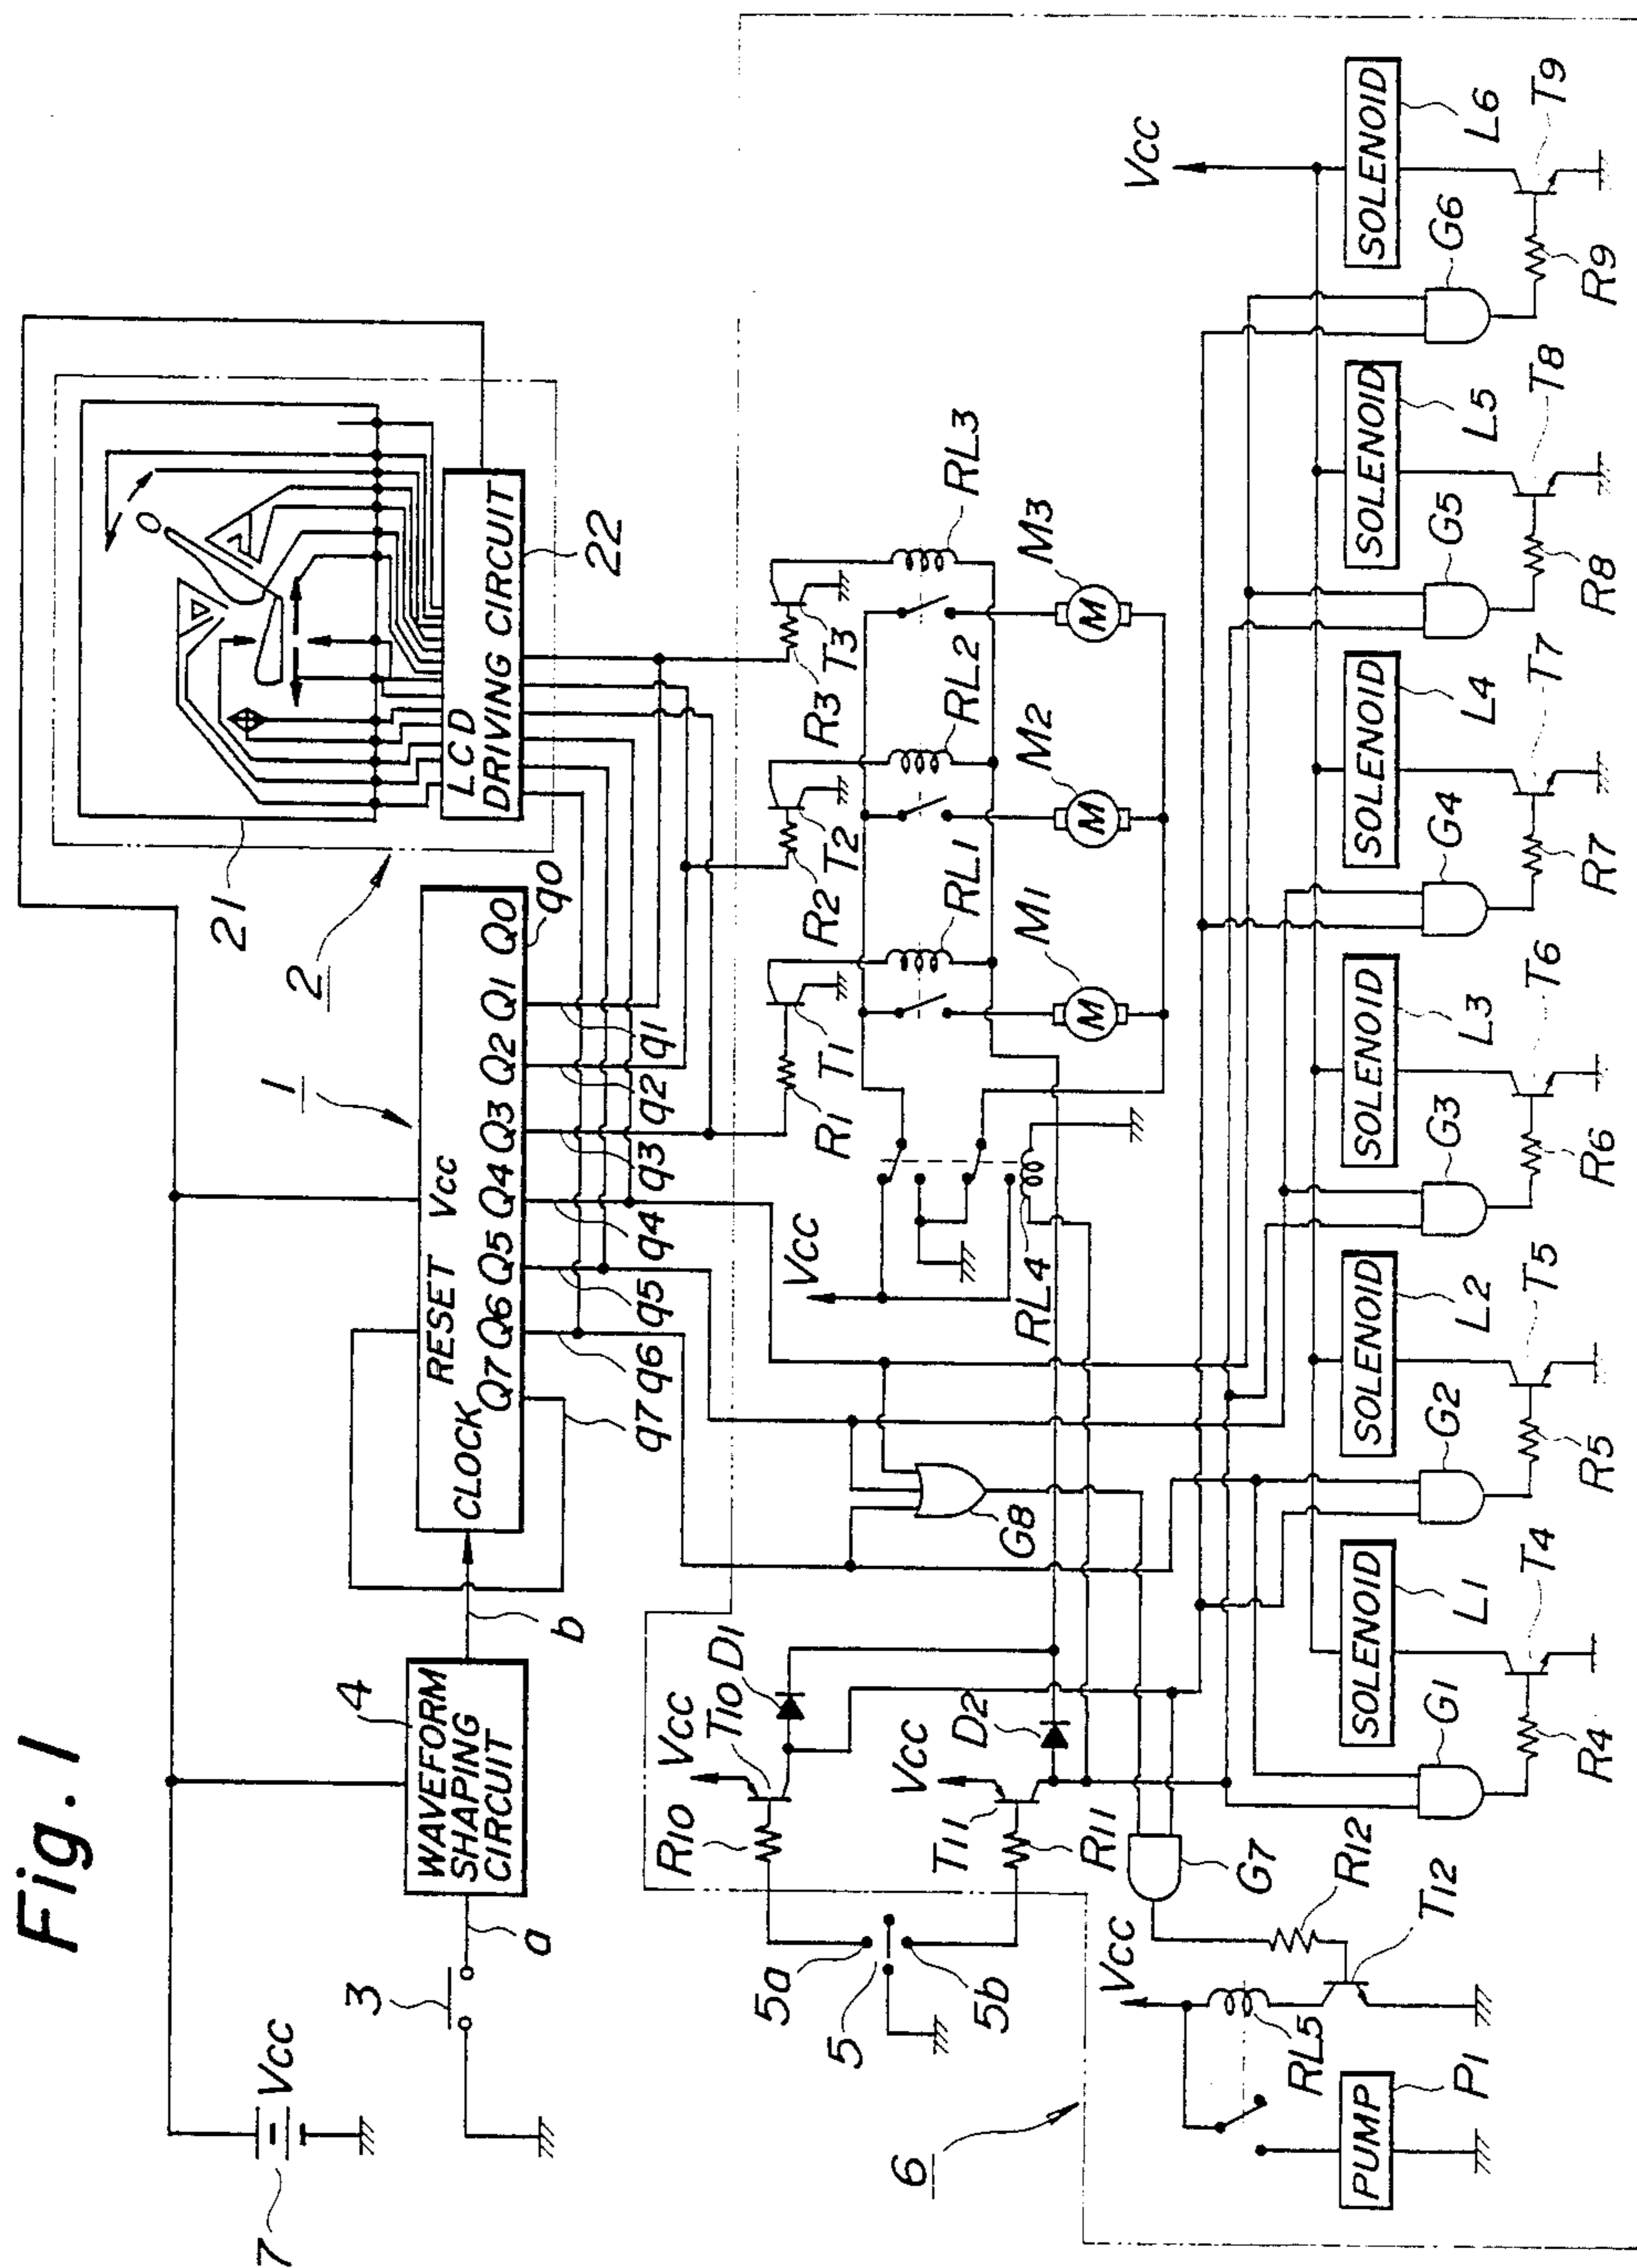 Fig. 1
7
Vcc
3
a
4
WAVEFORM
SHAPING
CIRCUIT
b
1
CLOCK
RESET
Vcc
Q7 Q6 Q5 Q4 Q3 Q2 Q1 Q0
q7 q6 q5 q4 q3 q2 q1 q0
2
21
LCD
DRIVING CIRCUIT
22
5a
5
5b
R10
Vcc
T10
D1
Vcc
T11
R11
D2
G8
Vcc
RL4
R1
T1
RL1
M
M1
R2
T2
RL2
M
M2
R3
T3
RL3
M
M3
6
Vcc
RL5
PUMP
P1
G7
R12
T12
Vcc
SOLENOID
L1
G1
R4
T4
SOLENOID
L2
G2
R5
T5
SOLENOID
L3
G3
R6
T6
SOLENOID
L4
G4
R7
T7
SOLENOID
L5
G5
R8
T8
SOLENOID
L6
G6
R9
T9